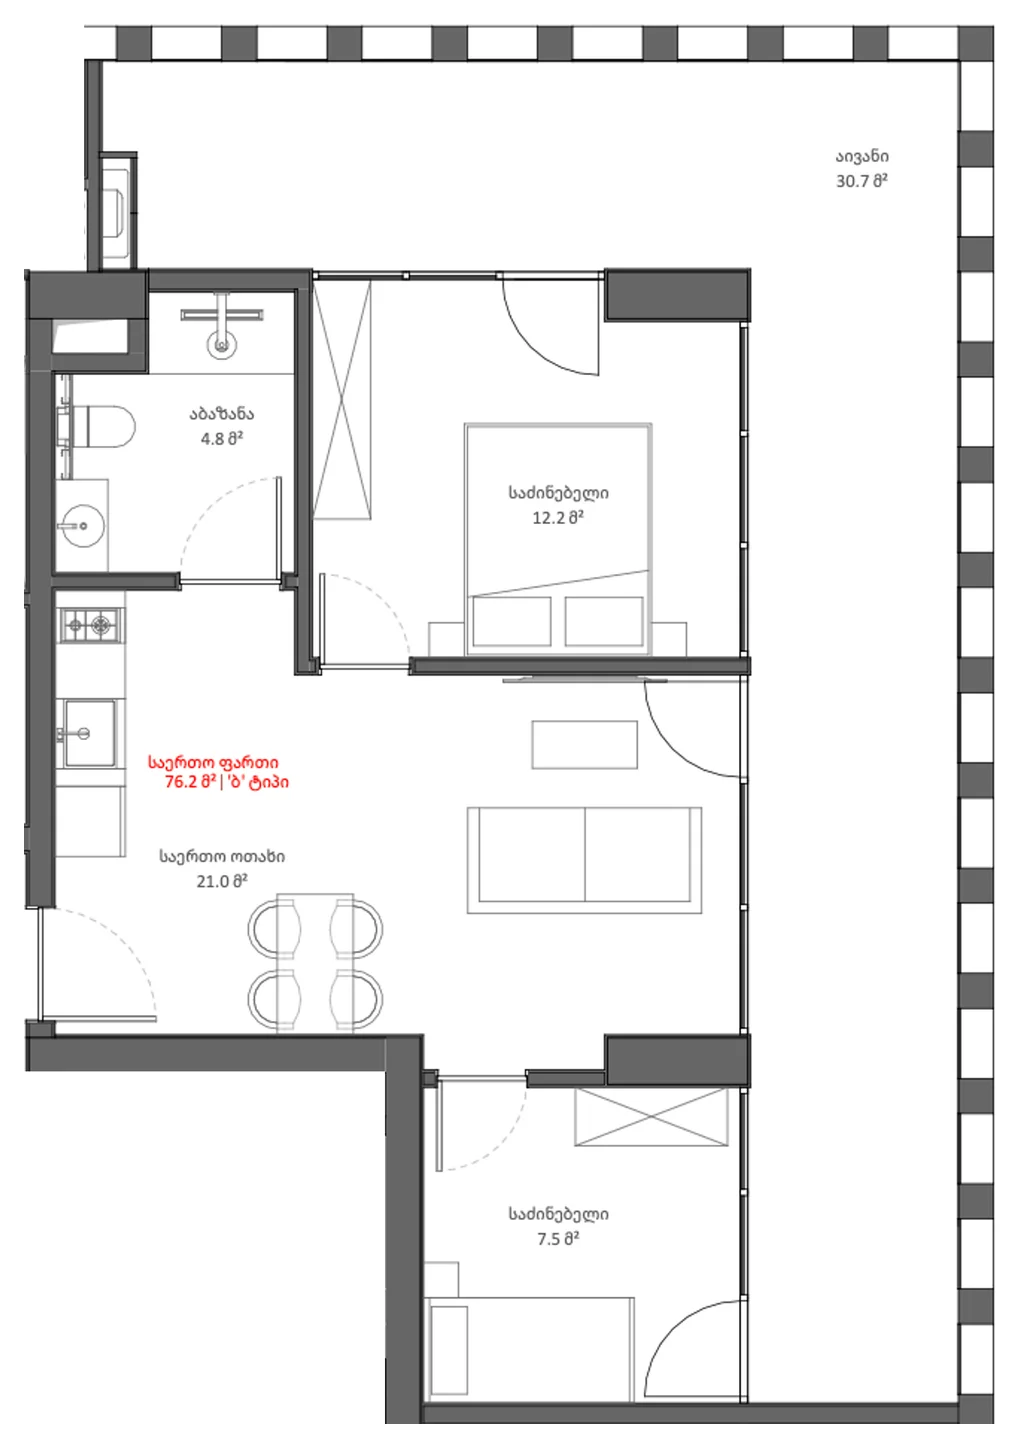 აივანი
30.7 მ²
აბაზანა
4.8 მ²
საძინებელი
12.2 მ²
საერთო ფართი
76.2 მ² | 'ბ' ტიპი
საერთო ოთახი
21.0 მ²
საძინებელი
7.5 მ²